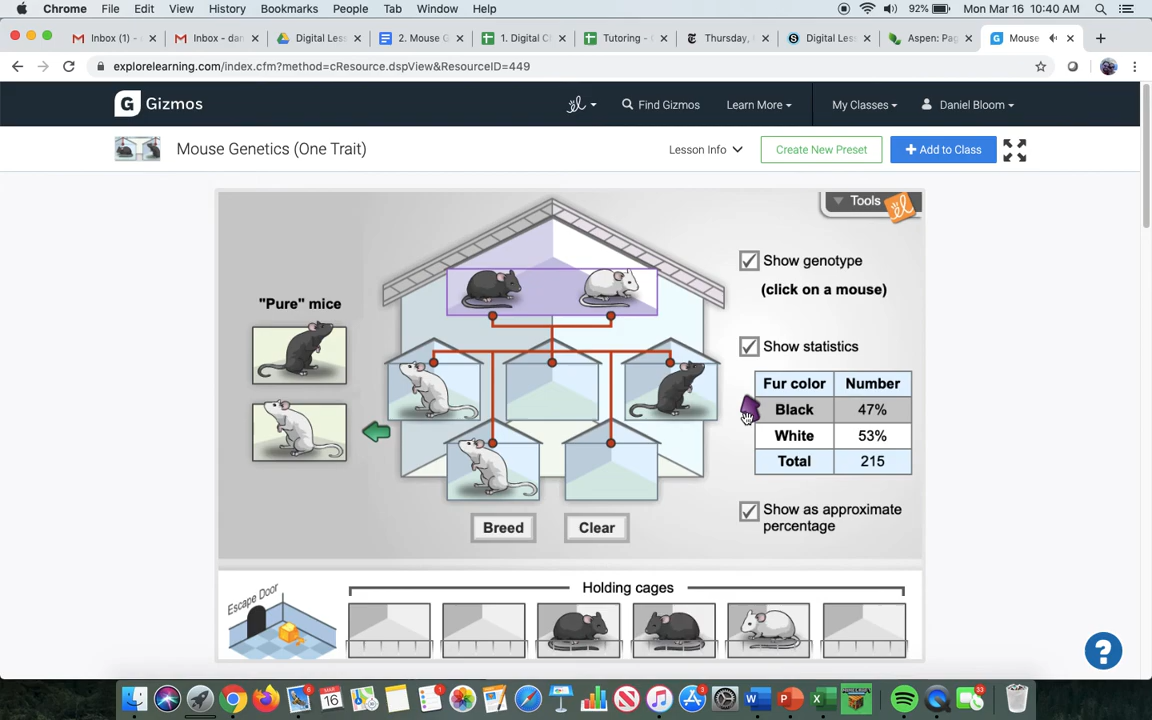 Chrome File Edit View History Bookmarks People Tab Window Help 92% Mon Mar 16 10:40 AM
Inbox (1) - Inbox - dan Digital Les 2. Mouse G 1. Digital C Tutoring - Thursday, Digital Les Aspen: Pag Mouse
explorelearning.com/index.cfm?method=cResource.dspView&ResourceID=449
G Gizmos el Find Gizmos Learn More My Classes Daniel Bloom
Mouse Genetics (One Trait) Lesson Info Create New Preset + Add to Class
Tools el
Show genotype
(click on a mouse)
"Pure" mice
Show statistics
Fur color Number
Black 47%
White 53%
Total 215
Show as approximate
percentage
Breed Clear
Holding cages
Escape Door
?